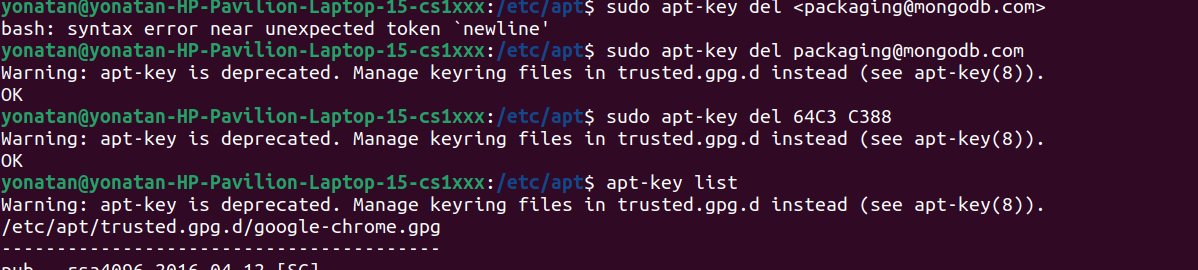 yonatan@yonatan-HP-Pavilion-Laptop-15-cs1xxx:/etc/apt$ sudo apt-key del <packaging@mongodb.com>
bash: syntax error near unexpected token `newline'
yonatan@yonatan-HP-Pavilion-Laptop-15-cs1xxx:/etc/apt$ sudo apt-key del packaging@mongodb.com
Warning: apt-key is deprecated. Manage keyring files in trusted.gpg.d instead (see apt-key(8)).
OK
yonatan@yonatan-HP-Pavilion-Laptop-15-cs1xxx:/etc/apt$ sudo apt-key del 64C3 C388
Warning: apt-key is deprecated. Manage keyring files in trusted.gpg.d instead (see apt-key(8)).
OK
yonatan@yonatan-HP-Pavilion-Laptop-15-cs1xxx:/etc/apt$ apt-key list
Warning: apt-key is deprecated. Manage keyring files in trusted.gpg.d instead (see apt-key(8)).
/etc/apt/trusted.gpg.d/google-chrome.gpg
----------------------------------------
pub   rsa4096 2016-04-12 [SC]